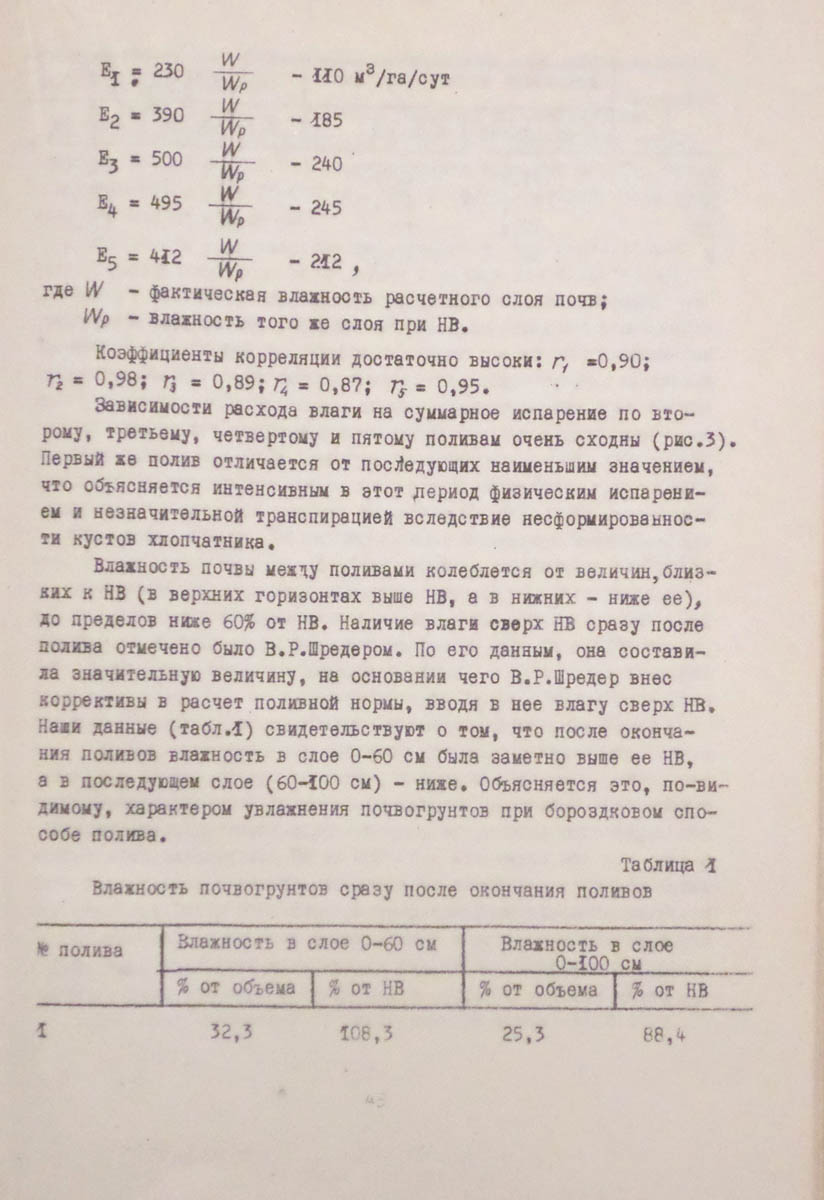 E1 = 230 W/Wp - 110 м³/га/сут
E2 = 390 W/Wp - 185
E3 = 500 W/Wp - 240
E4 = 495 W/Wp - 245
E5 = 412 W/Wp - 212 ,
где W - фактическая влажность расчетного слоя почв;
Wp - влажность того же слоя при НВ.
Коэффициенты корреляции достаточно высоки: r1 =0,90;
r2 = 0,98; r3 = 0,89; r4 = 0,87; r5 = 0,95.
Зависимости расхода влаги на суммарное испарение по вто-
рому, третьему, четвертому и пятому поливам очень сходны (рис.3).
Первый же полив отличается от последующих наименьшим значением,
что объясняется интенсивным в этот период физическим испарени-
ем и незначительной транспирацией вследствие несформированнос-
ти кустов хлопчатника.
Влажность почвы между поливами колеблется от величин,близ-
ких к НВ (в верхних горизонтах выше НВ, а в нижних - ниже ее),
до пределов ниже 60% от НВ. Наличие влаги сверх НВ сразу после
полива отмечено было В.Р.Шредером. По его данным, она состави-
ла значительную величину, на основании чего В.Р.Шредер внес
коррективы в расчет поливной нормы, вводя в нее влагу сверх НВ.
Наши данные (табл.1) свидетельствуют о том, что после оконча-
ния поливов влажность в слое 0-60 см была заметно выше ее НВ,
а в последующем слое (60-100 см) - ниже. Объясняется это, по-ви-
димому, характером увлажнения почвогрунтов при бороздковом спо-
собе полива.
Таблица 1
Влажность почвогрунтов сразу после окончания поливов
№ полива Влажность в слое 0-60 см Влажность в слое
0-100 см
% от объема % от НВ % от объема % от НВ
1 32,3 108,3 25,3 88,4